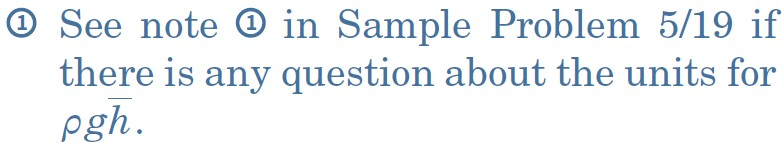 ① See note ① in Sample Problem 5/19 if
there is any question about the units for
ρgh̅.